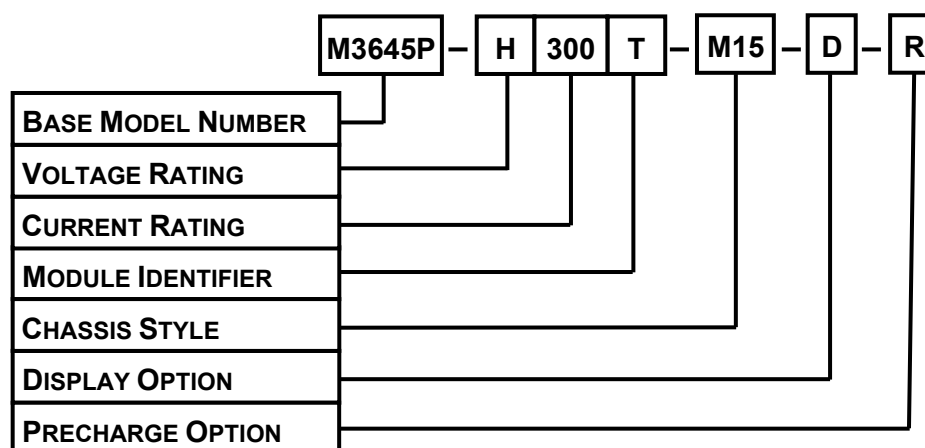 M3645P – H 300 T – M15 – D – R
BASE MODEL NUMBER
VOLTAGE RATING
CURRENT RATING
MODULE IDENTIFIER
CHASSIS STYLE
DISPLAY OPTION
PRECHARGE OPTION